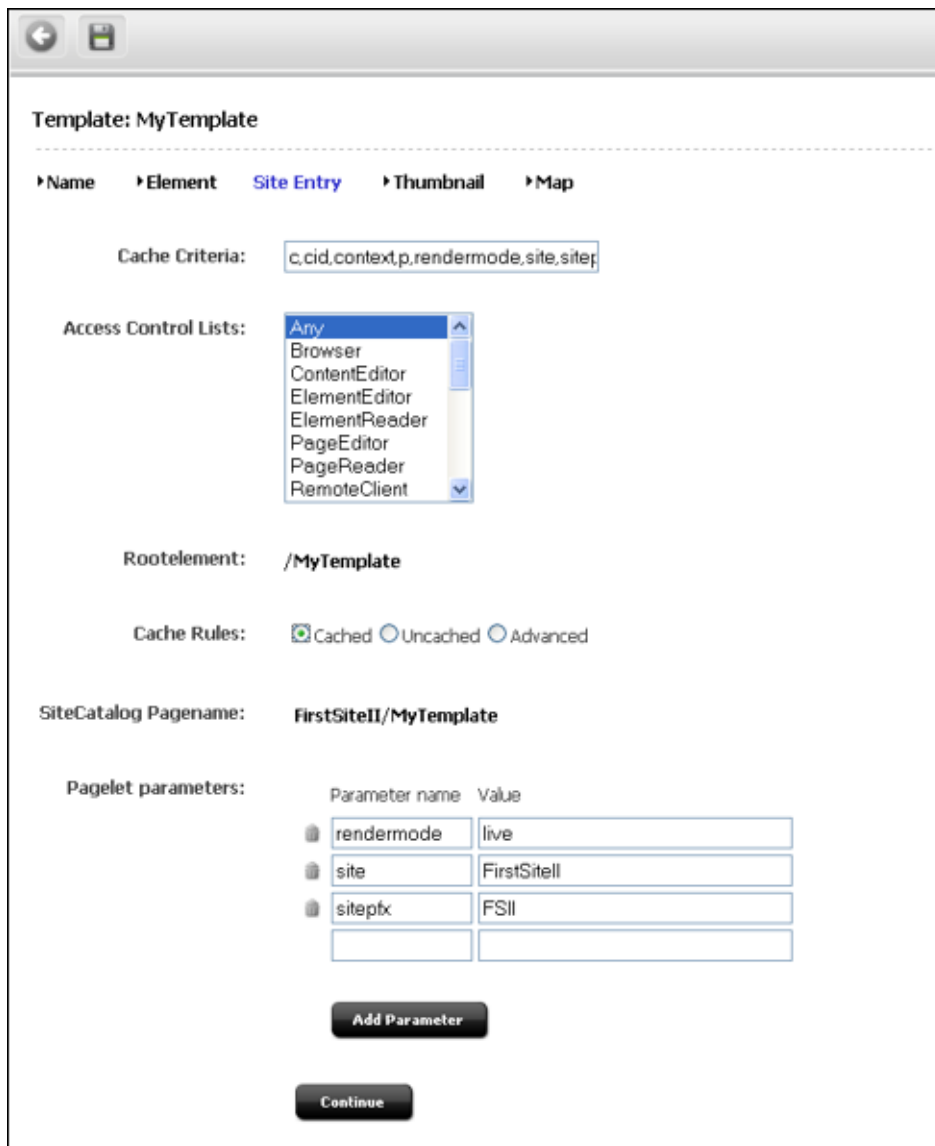 Template: MyTemplate
Name Element Site Entry Thumbnail Map
Cache Criteria: c,cid,context,p,rendermode,site,sitep
Access Control Lists: Any
Browser
ContentEditor
ElementEditor
ElementReader
PageEditor
PageReader
RemoteClient
Rootelement: /MyTemplate
Cache Rules: Cached Uncached Advanced
SiteCatalog Pagename: FirstSiteII/MyTemplate
Pagelet parameters:
Parameter name Value
rendermode live
site FirstSiteII
sitepfx FSII
Add Parameter
Continue